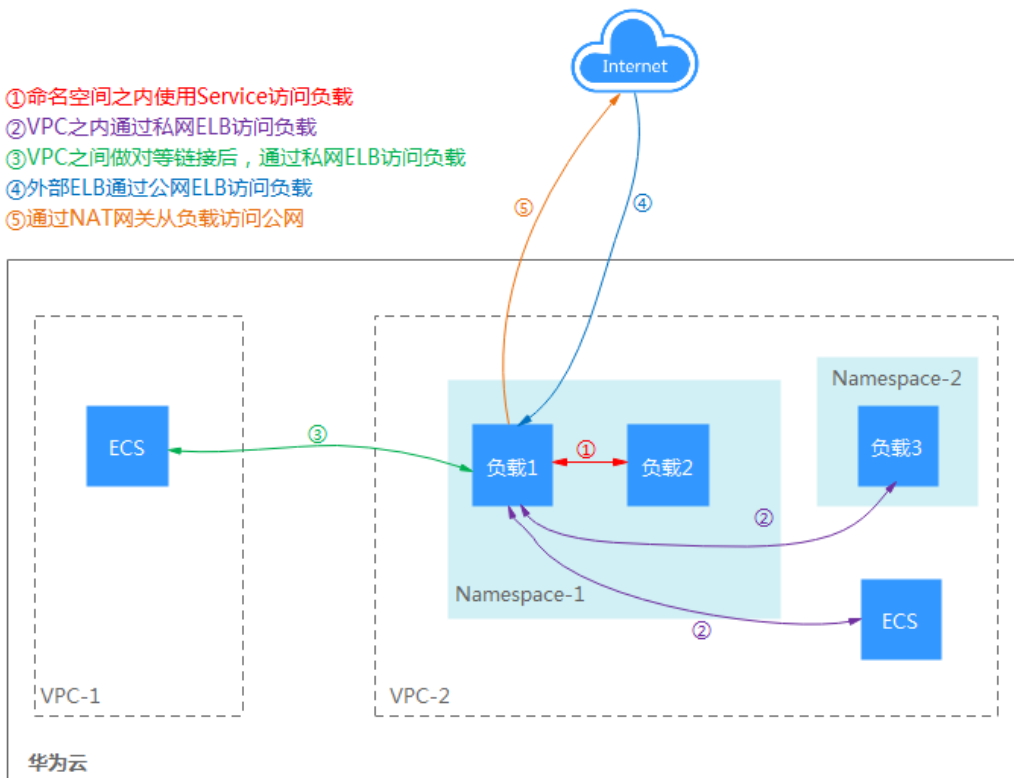 Internet
①命名空间之内使用Service访问负载
②VPC之内通过私网ELB访问负载
③VPC之间做对等链接后，通过私网ELB访问负载
④外部ELB通过公网ELB访问负载
⑤通过NAT网关从负载访问公网
⑤
④
Namespace-2
ECS
③
负载1
①
负载2
负载3
②
Namespace-1
②
ECS
VPC-1
VPC-2
华为云